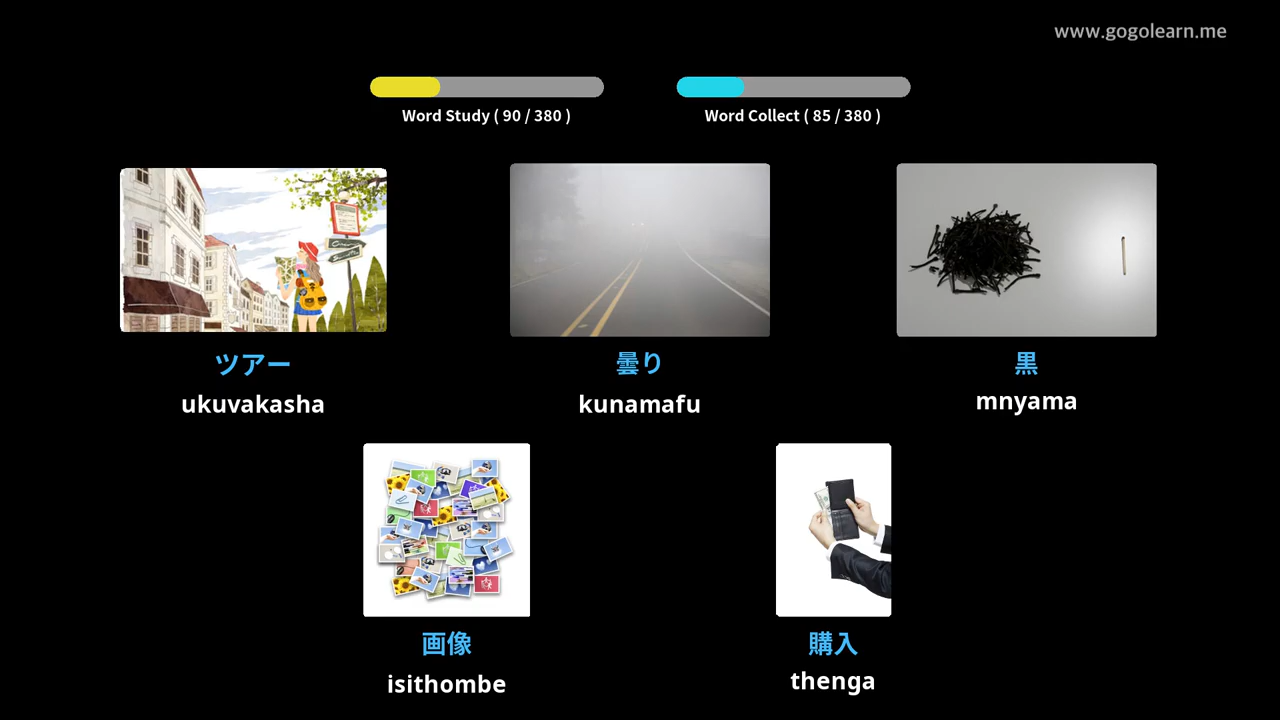 www.gogolearn.me
Word Study ( 90 / 380 )
Word Collect ( 85 / 380 )
ツアー
ukuvakasha
曇り
kunamafu
黒
mnyama
画像
isithombe
購入
thenga